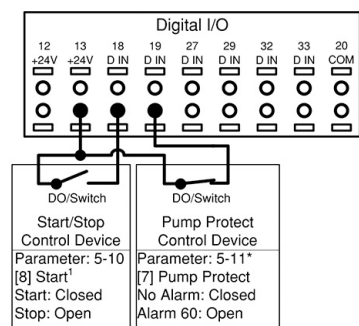 Digital I/O
12 13 18 19 27 29 32 33 20
+24V +24V D IN D IN D IN D IN D IN D IN COM
DO/Switch
Start/Stop
Control Device
Parameter: 5-10
[8] Start1
Start: Closed
Stop: Open
DO/Switch
Pump Protect
Control Device
Parameter: 5-11*
[7] Pump Protect
No Alarm: Closed
Alarm 60: Open